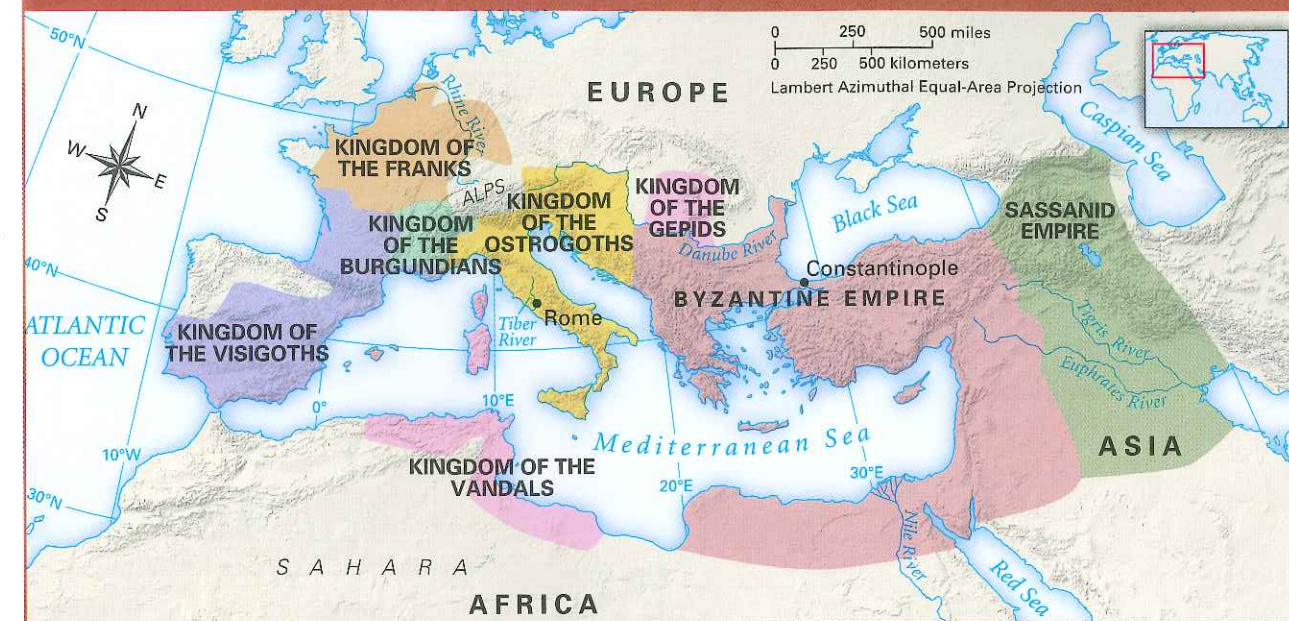 50°N
0 250 500 miles
0 250 500 kilometers
Lambert Azimuthal Equal-Area Projection
EUROPE
Rhine River
Caspian Sea
N
W
E
S
KINGDOM OF
THE FRANKS
ALPS
KINGDOM
OF THE
OSTROGOTHS
KINGDOM
OF THE
GEPIDS
Black Sea
SASSANID
EMPIRE
KINGDOM
OF THE
BURGUNDIANS
Danube River
40°N
Constantinople
BYZANTINE EMPIRE
ATLANTIC
OCEAN
KINGDOM OF
THE VISIGOTHS
Tiber
River
Rome
Tigris River
Euphrates River
0°
10°E
Mediterranean Sea
ASIA
10°W
KINGDOM OF THE
VANDALS
20°E
30°E
30°N
Nile River
Red Sea
SAHARA
AFRICA